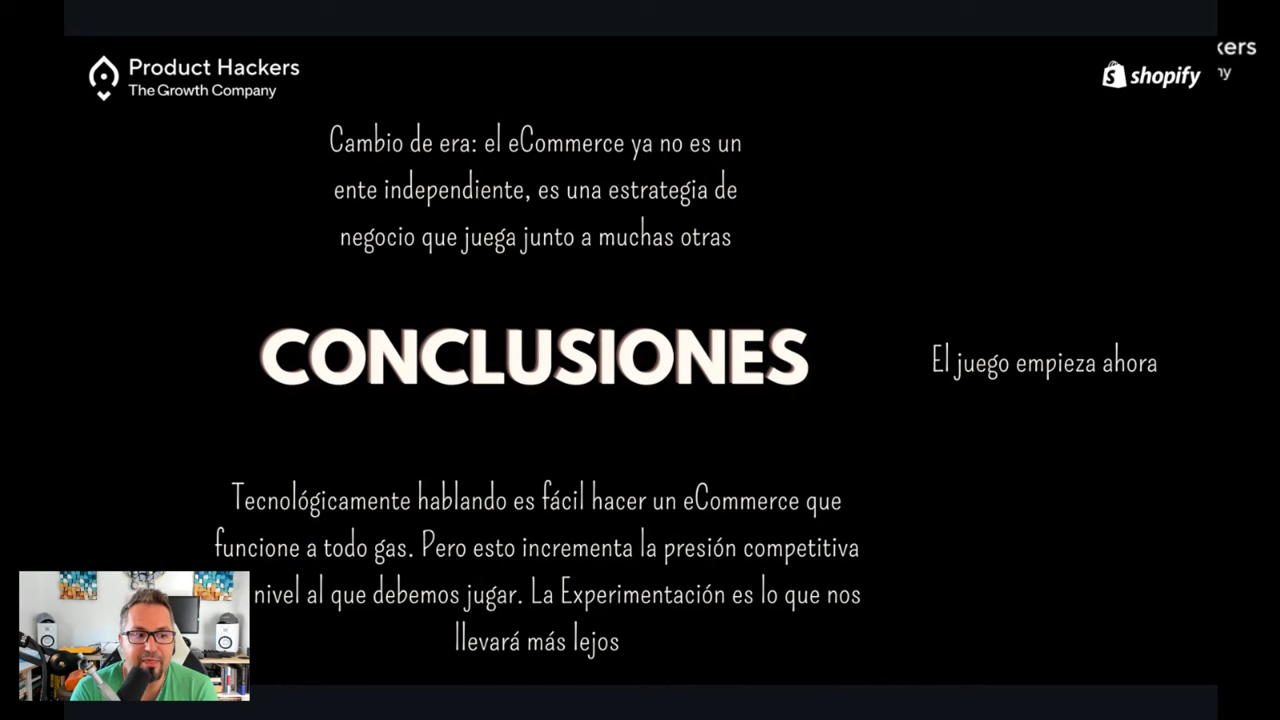 Product Hackers
The Growth Company
shopify
kers
ny
Cambio de era: el eCommerce ya no es un
ente independiente, es una estrategia de
negocio que juega junto a muchas otras
CONCLUSIONES
El juego empieza ahora
Tecnológicamente hablando es fácil hacer un eCommerce que
funcione a todo gas. Pero esto incrementa la presión competitiva
nivel al que debemos jugar. La Experimentación es lo que nos
llevará más lejos